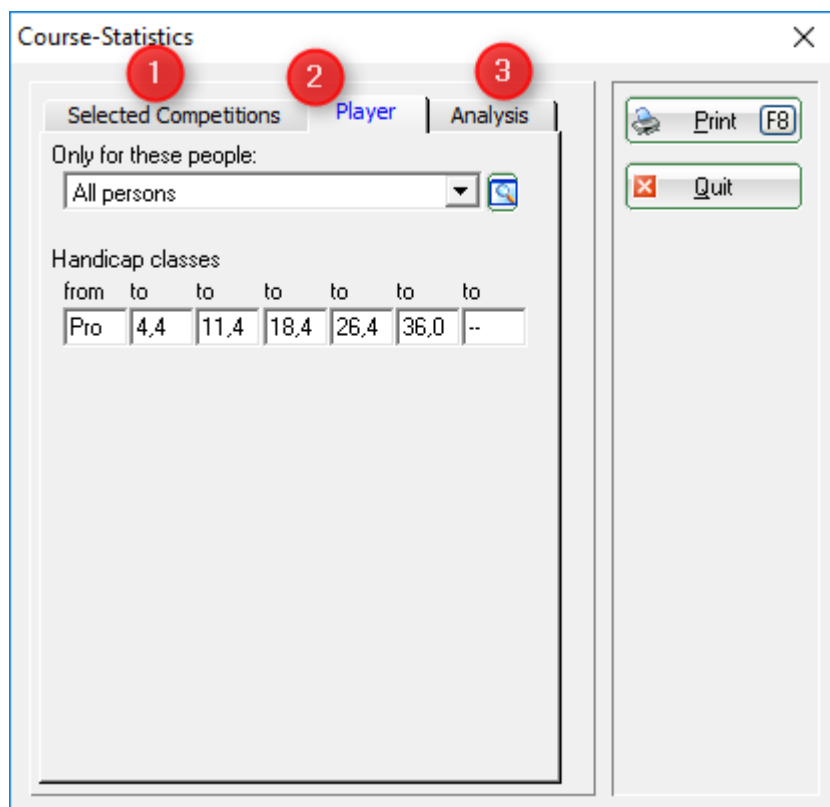 Course-Statistics
1 2 3
Selected Competitions Player Analysis
Only for these people:
All persons
Handicap classes
from to to to to to to
Pro 4,4 11,4 18,4 26,4 36,0 --
Print F8
Quit